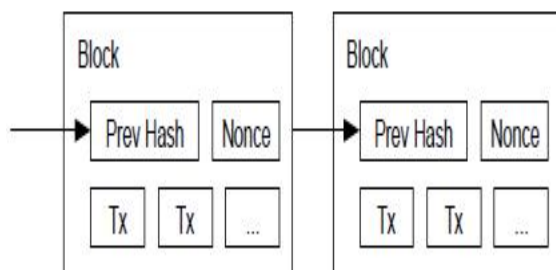 Block
Prev Hash Nonce
Tx Tx ...
Block
Prev Hash Nonce
Tx Tx ...